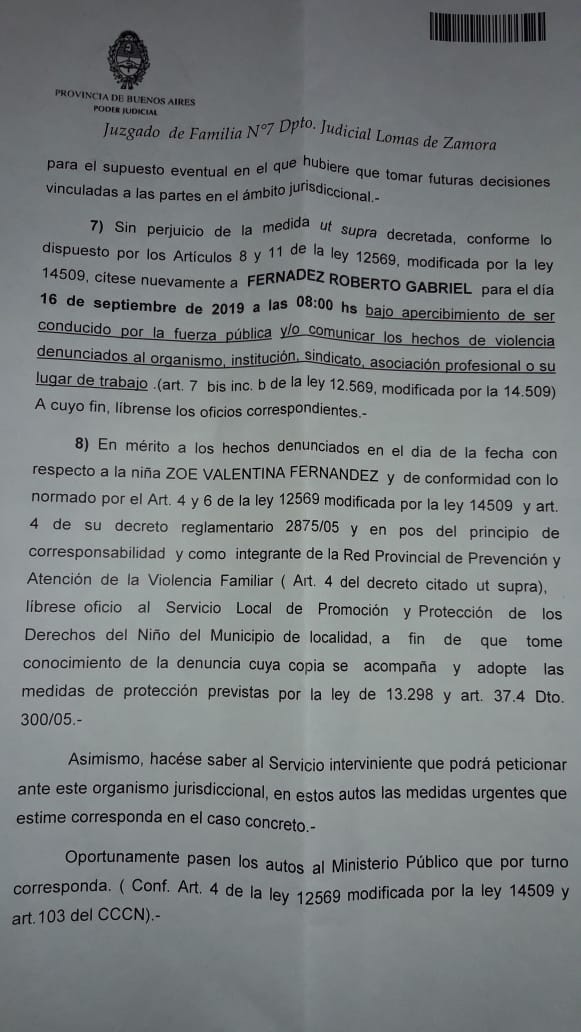 PROVINCIA DE BUENOS AIRES
PODER JUDICIAL
Juzgado de Familia N°7 Dpto. Judicial Lomas de Zamora
para el supuesto eventual en el que hubiere que tomar futuras decisiones
vinculadas a las partes en el ámbito jurisdiccional.-
7) Sin perjuicio de la medida ut supra decretada, conforme lo
dispuesto por los Artículos 8 y 11 de la ley 12569, modificada por la ley
14509, cítese nuevamente a FERNADEZ ROBERTO GABRIEL para el día
16 de septiembre de 2019 a las 08:00 hs bajo apercibimiento de ser
conducido por la fuerza pública y/o comunicar los hechos de violencia
denunciados al organismo, institución, sindicato, asociación profesional o su
lugar de trabajo .(art. 7 bis inc. b de la ley 12.569, modificada por la 14.509)
A cuyo fin, líbrense los oficios correspondientes.-
8) En mérito a los hechos denunciados en el dia de la fecha con
respecto a la niña ZOE VALENTINA FERNANDEZ y de conformidad con lo
normado por el Art. 4 y 6 de la ley 12569 modificada por la ley 14509 y art.
4 de su decreto reglamentario 2875/05 y en pos del principio de
corresponsabilidad y como integrante de la Red Provincial de Prevención y
Atención de la Violencia Familiar ( Art. 4 del decreto citado ut supra),
líbrese oficio al Servicio Local de Promoción y Protección de los
Derechos del Niño del Municipio de localidad, a fin de que tome
conocimiento de la denuncia cuya copia se acompaña y adopte las
medidas de protección previstas por la ley de 13.298 y art. 37.4 Dto.
300/05.-
Asimismo, hacése saber al Servicio interviniente que podrá peticionar
ante este organismo jurisdiccional, en estos autos las medidas urgentes que
estime corresponda en el caso concreto.-
Oportunamente pasen los autos al Ministerio Público que por turno
corresponda. ( Conf. Art. 4 de la ley 12569 modificada por la ley 14509 y
art.103 del CCCN).-